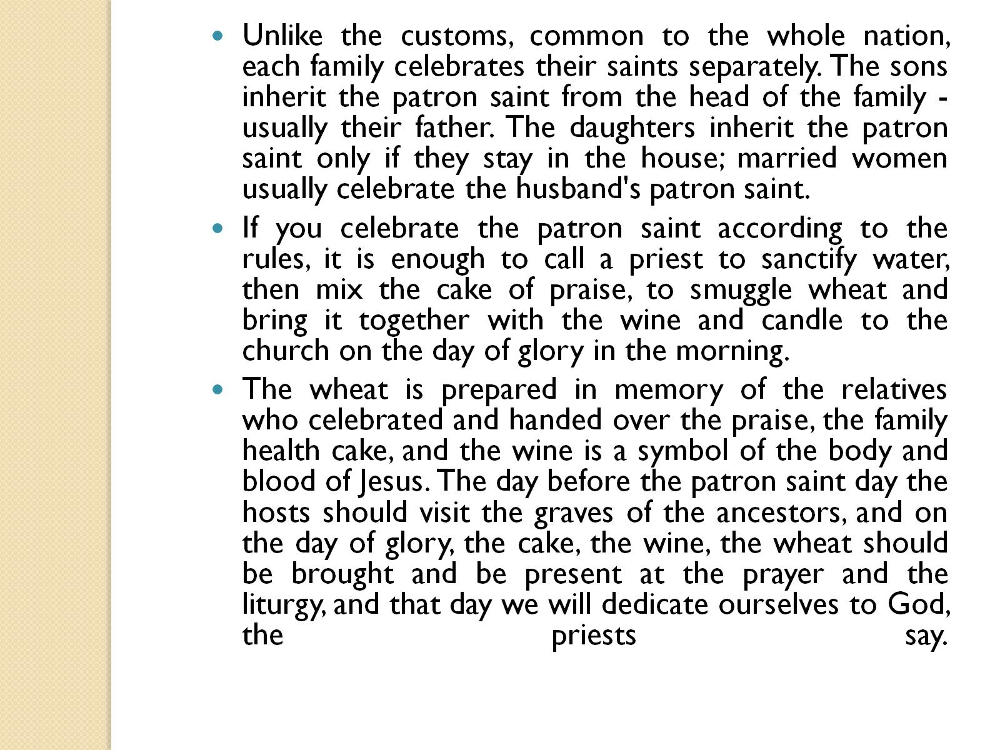 • Unlike the customs, common to the whole nation,
each family celebrates their saints separately. The sons
inherit the patron saint from the head of the family -
usually their father. The daughters inherit the patron
saint only if they stay in the house; married women
usually celebrate the husband's patron saint.
• If you celebrate the patron saint according to the
rules, it is enough to call a priest to sanctify water,
then mix the cake of praise, to smuggle wheat and
bring it together with the wine and candle to the
church on the day of glory in the morning.
• The wheat is prepared in memory of the relatives
who celebrated and handed over the praise, the family
health cake, and the wine is a symbol of the body and
blood of Jesus. The day before the patron saint day the
hosts should visit the graves of the ancestors, and on
the day of glory, the cake, the wine, the wheat should
be brought and be present at the prayer and the
liturgy, and that day we will dedicate ourselves to God,
the priests say.